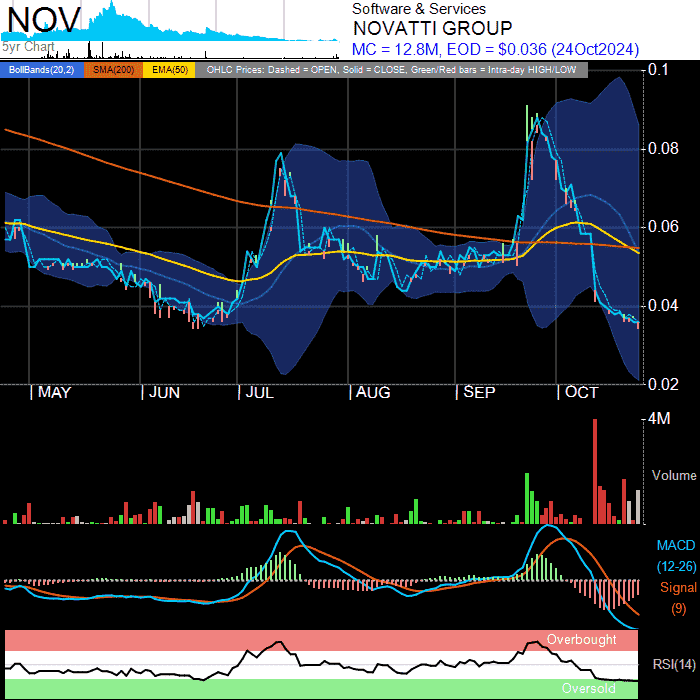 NOV
5yr Chart
Software & Services
NOVATTI GROUP
MC = 12.8M, EOD = $0.036 (24Oct2024)
BollBands(20,2) SMA(200) EMA(50) OHLC Prices: Dashed = OPEN, Solid = CLOSE, Green/Red bars = Intra-day HIGH/LOW
0.1
0.08
0.06
0.04
0.02
| MAY | JUN | JUL | AUG | SEP | OCT
4M
Volume
MACD
(12-26)
Signal
(9)
Overbought
RSI(14)
Oversold